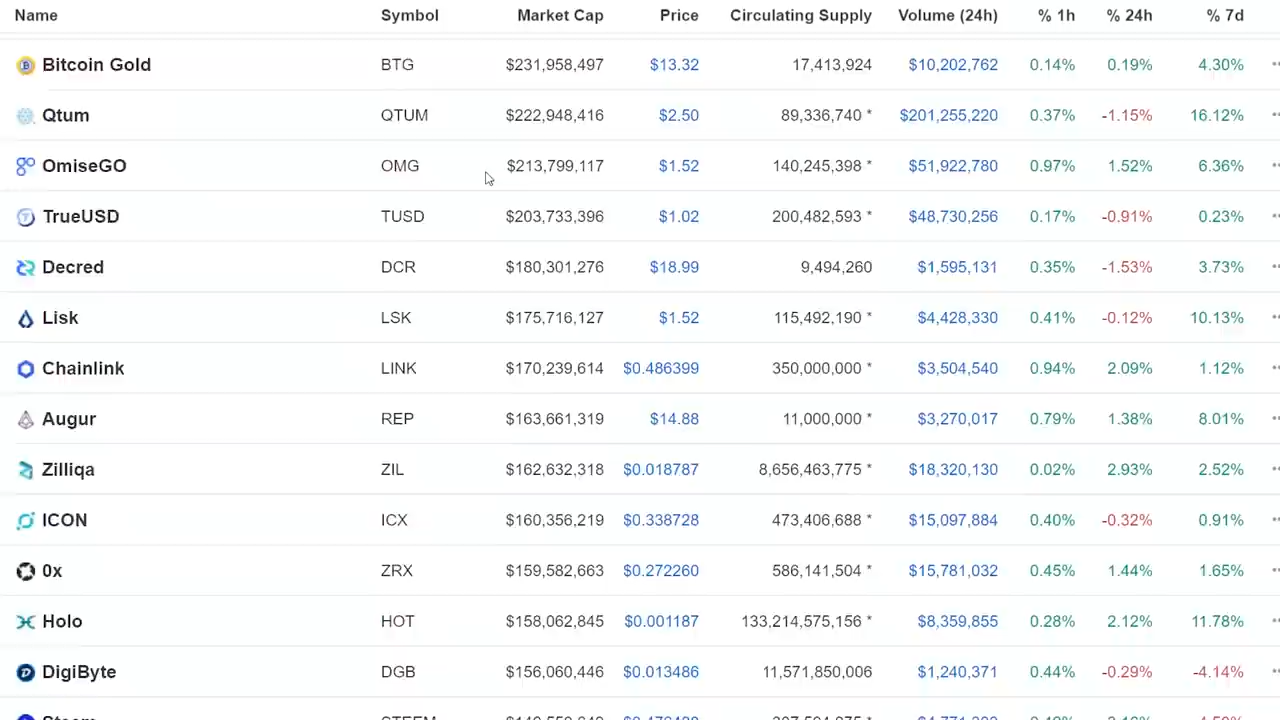 Name Symbol Market Cap Price Circulating Supply Volume (24h) % 1h % 24h % 7d
Bitcoin Gold BTG $231,958,497 $13.32 17,413,924 $10,202,762 0.14% 0.19% 4.30%
Qtum QTUM $222,948,416 $2.50 89,336,740 * $201,255,220 0.37% -1.15% 16.12%
OmiseGO OMG $213,799,117 $1.52 140,245,398 * $51,922,780 0.97% 1.52% 6.36%
TrueUSD TUSD $203,733,396 $1.02 200,482,593 * $48,730,256 0.17% -0.91% 0.23%
Decred DCR $180,301,276 $18.99 9,494,260 $1,595,131 0.35% -1.53% 3.73%
Lisk LSK $175,716,127 $1.52 115,492,190 * $4,428,330 0.41% -0.12% 10.13%
Chainlink LINK $170,239,614 $0.486399 350,000,000 * $3,504,540 0.94% 2.09% 1.12%
Augur REP $163,661,319 $14.88 11,000,000 * $3,270,017 0.79% 1.38% 8.01%
Zilliqa ZIL $162,632,318 $0.018787 8,656,463,775 * $18,320,130 0.02% 2.93% 2.52%
ICON ICX $160,356,219 $0.338728 473,406,688 * $15,097,884 0.40% -0.32% 0.91%
0x ZRX $159,582,663 $0.272260 586,141,504 * $15,781,032 0.45% 1.44% 1.65%
Holo HOT $158,062,845 $0.001187 133,214,575,156 * $8,359,855 0.28% 2.12% 11.78%
DigiByte DGB $156,060,446 $0.013486 11,571,850,006 $1,240,371 0.44% -0.29% -4.14%
Steem STEEM